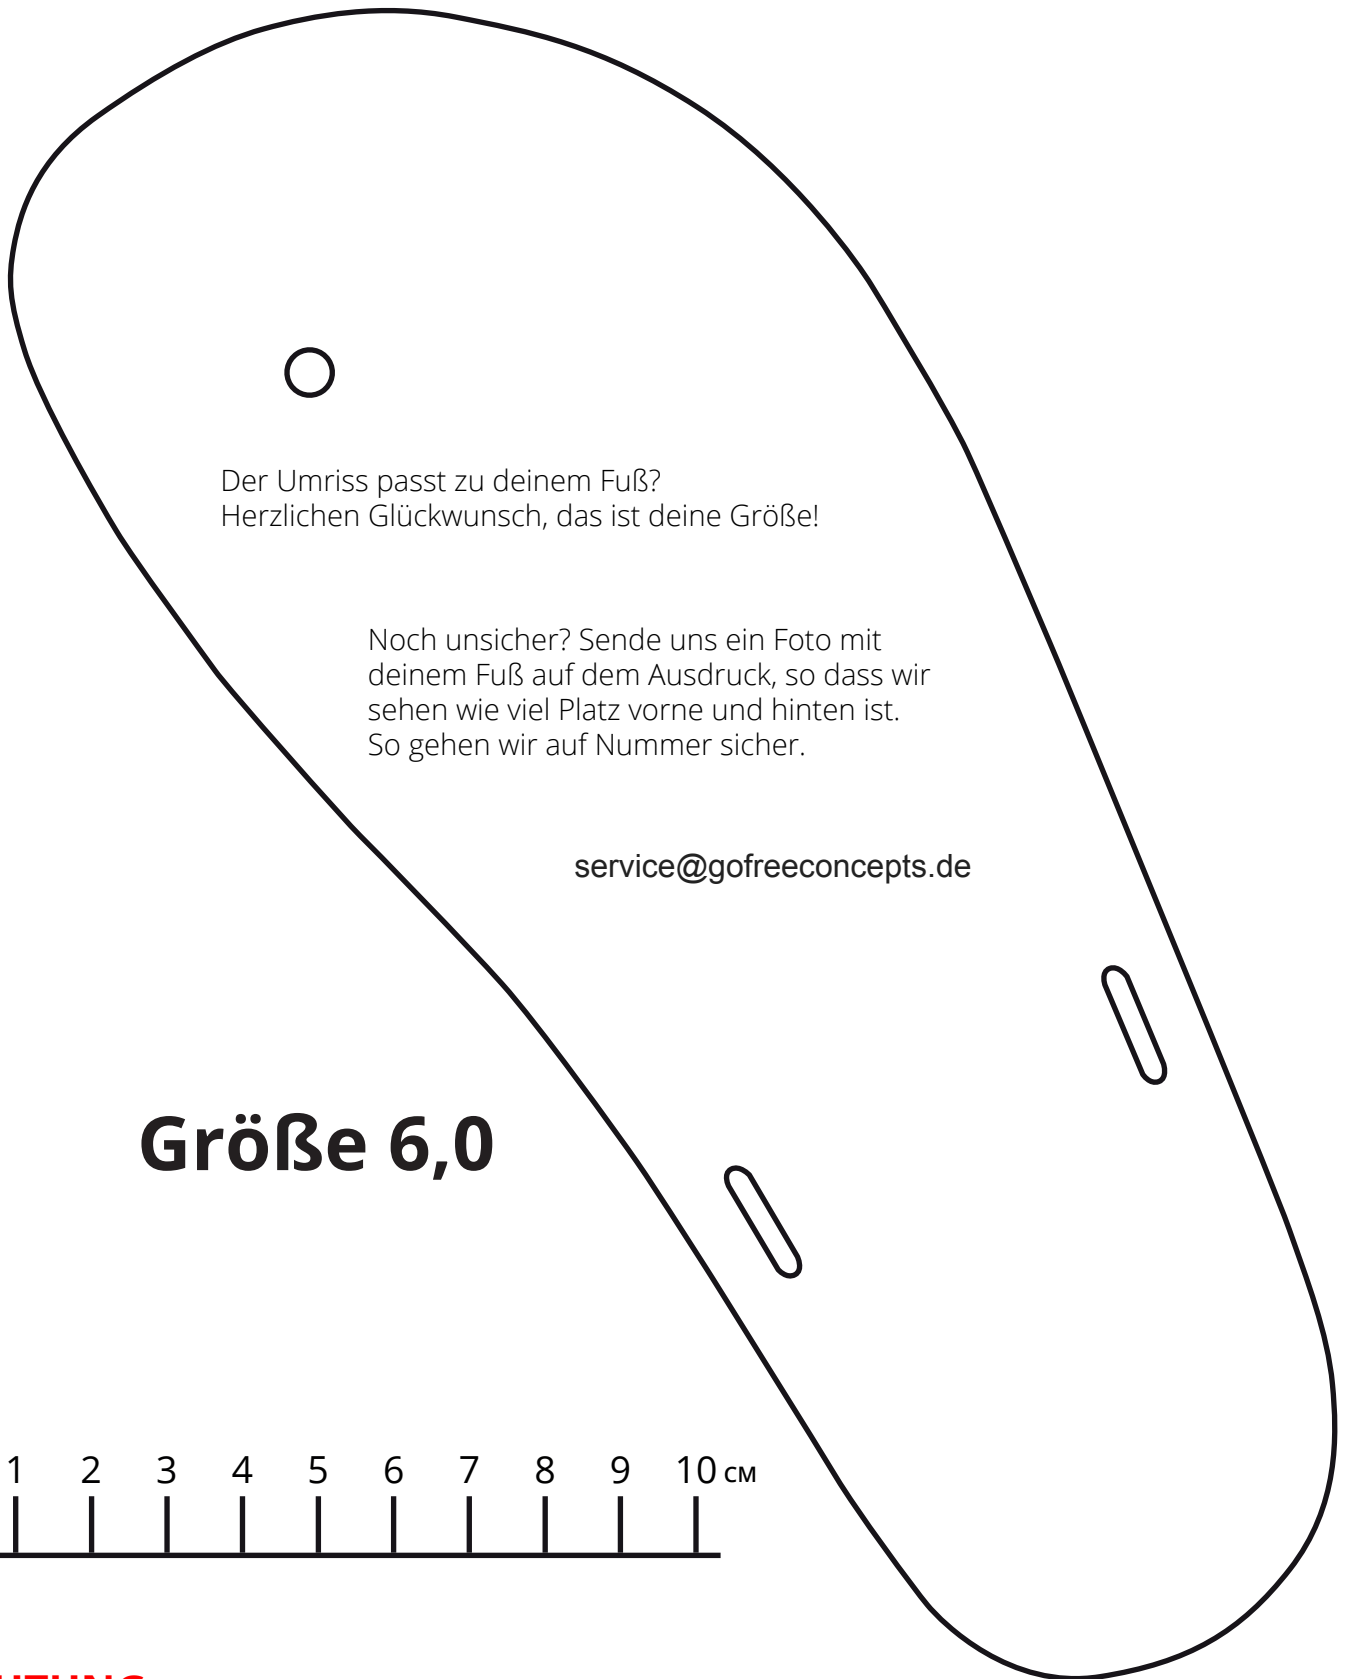 Der Umriss passt zu deinem Fuß?
Herzlichen Glückwunsch, das ist deine Größe!
Noch unsicher? Sende uns ein Foto mit
deinem Fuß auf dem Ausdruck, so dass wir
sehen wie viel Platz vorne und hinten ist.
So gehen wir auf Nummer sicher.
service@gofreeconcepts.de
Größe 6,0
1 2 3 4 5 6 7 8 9 10 CM